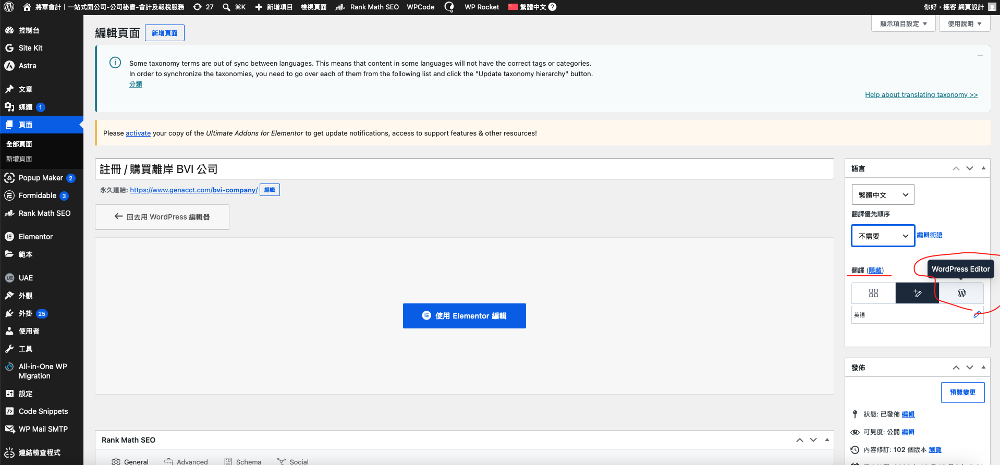 將軍會計｜一站式開公司-公司秘書-會計及報稅服務 27 ⌘K 新增項目 檢視頁面 Rank Math SEO WPCode WP Rocket 繁體中文 你好，極客 網頁設計
顯示項目設定 使用說明
控制台
Site Kit
Astra
文章
媒體 1
頁面
全部頁面
新增頁面
Popup Maker 2
Formidable 3
Rank Math SEO
Elementor
範本
UAE
外觀
外掛 25
使用者
工具
All-in-One WP
Migration
設定
Code Snippets
WP Mail SMTP
連結檢查程式
編輯頁面 新增頁面
Some taxonomy terms are out of sync between languages. This means that content in some languages will not have the correct tags or categories.
In order to synchronize the taxonomies, you need to go over each of them from the following list and click the "Update taxonomy hierarchy" button.
分類
Help about translating taxonomy >>
Please activate your copy of the Ultimate Addons for Elementor to get update notifications, access to support features & other resources!
註冊 / 購買離岸 BVI 公司
永久連結: https://www.genacct.com/bvi-company/ 編輯
回去用 WordPress 編輯器
使用 Elementor 編輯
Rank Math SEO
General Advanced Schema Social
語言
繁體中文
翻譯優先順序
不需要 編輯術語
翻譯 (隱藏)
WordPress Editor
英語
發佈
預覽變更
狀態: 已發佈 編輯
可見度: 公開 編輯
內容修訂: 102 個版本 瀏覽